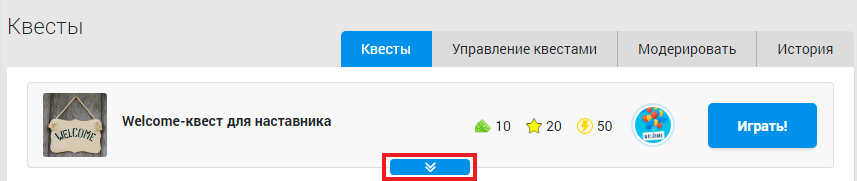 Квесты
Квесты
Управление квестами
Модерировать
История
WELCOME
Welcome-квест для наставника
10
20
50
WELCOME
Играть!